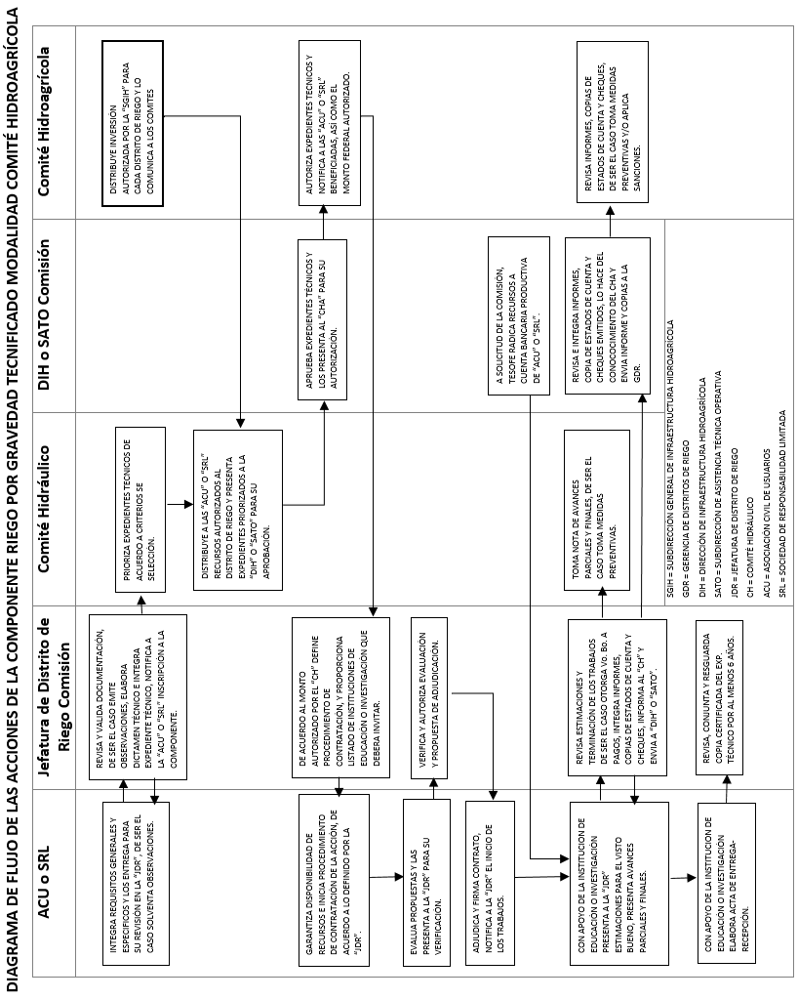 DIAGRAMA DE FLUJO DE LAS ACCIONES DE LA COMPONENTE RIEGO POR GRAVEDAD TECNIFICADO MODALIDAD COMITÉ HIDROAGRÍCOLA
ACU o SRL
Jefatura de Distrito de
Riego Comisión
Comité Hidráulico
DIH o SATO Comisión
Comité Hidroagrícola
INTEGRA REQUISITOS GENERALES Y
ESPECIFICOS Y LOS ENTREGA PARA
SU REVISIÓN EN LA "JDR", DE SER EL
CASO SOLVENTA OBSERVACIONES.
REVISA Y VALIDA DOCUMENTACIÓN,
DE SER EL CASO EMITE
OBSERVACIONES, ELABORA
DICTAMEN TÉCNICO E INTEGRA
EXPEDIENTE TÉCNICO, NOTIFICA A
LA "ACU" O "SRL" INSCRIPCIÓN A LA
COMPONENTE.
PRIORIZA EXPEDIENTES TECNICOS DE
ACUERDO A CRITERIOS SE
SELECCIÓN.
DISTRIBUYE INVERSIÓN
AUTORIZADA POR LA "SGIH" PARA
CADA DISTRITO DE RIEGO Y LO
COMUNICA A LOS COMITES
DISTRIBUYE A LAS "ACU" O "SRL"
RECURSOS AUTORIZADOS AL
DISTRITO DE RIEGO Y PRESENTA
EXPEDIENTES PRIORIZADOS A LA
"DIH" O "SATO" PARA SU
APROBACIÓN.
APRUEBA EXPEDIENTES TÉCNICOS Y
LOS PRESENTA AL "CHA" PARA SU
AUTORIZACIÓN.
AUTORIZA EXPEDIENTES TECNICOS Y
NOTIFICA A LAS "ACU" O "SRL"
BENEFICIADAS, ASÍ COMO EL
MONTO FEDERAL AUTORIZADO.
DE ACUERDO AL MONTO
AUTORIZADO POR EL "CH" DEFINE
PROCEDIMIENTO DE
CONTRATACIÓN, Y PROPORCIONA
LISTADO DE INSTITUCIONES DE
EDUCACIÓN O INVESTIGACIÓN QUE
DEBERA INVITAR.
GARANTIZA DISPONIBILIDAD DE
RECURSOS E INICIA PROCEDIMIENTO
DE CONTRATACIÓN DE LA ACCIÓN, DE
ACUERDO A LO DEFINIDO POR LA
"JDR".
EVALUA PROPUESTAS Y LAS
PRESENTA A LA "JDR" PARA SU
VERIFICACIÓN.
VERIFICA Y AUTORIZA EVALUACIÓN
Y PROPUESTA DE ADJUDICACIÓN.
ADJUDICA Y FIRMA CONTRATO,
NOTIFICA A LA "JDR" EL INICIO DE
LOS TRABAJOS.
A SOLICITUD DE LA COMISIÓN,
TESOFE RADICA RECURSOS A
CUENTA BANCARIA PRODUCTIVA
DE "ACU" O "SRL".
CON APOYO DE LA INSTITUCION DE
EDUCACIÓN O INVESTIGACIÓN
PRESENTA A LA "JDR"
ESTIMACIONES PARA EL VISTO
BUENO, PRESENTA AVANCES
PARCIALES Y FINALES.
REVISA ESTIMACIONES Y
TERMINACIÓN DE LOS TRABAJOS
DE SER EL CASO OTORGA Vo. Bo. A
PAGOS, INTEGRA INFORMES,
COPIAS DE ESTADOS DE CUENTA Y
CHEQUES, INFORMA AL "CH" Y
ENVIA A "DIH" O "SATO".
TOMA NOTA DE AVANCES
PARCIALES Y FINALES, DE SER EL
CASO TOMA MEDIDAS
PREVENTIVAS.
REVISA E INTEGRA INFORMES,
COPIA DE ESTADOS DE CUENTA Y
CHEQUES EMITIDOS, LO HACE DEL
CONOCOCIMIENTO DEL CHA Y
ENVIA INFORME Y COPIAS A LA
GDR.
REVISA INFORMES, COPIAS DE
ESTADOS DE CUENTA Y CHEQUES,
DE SER EL CASO TOMA MEDIDAS
PREVENTIVAS Y/O APLICA
SANCIONES.
CON APOYO DE LA INSTITUCION DE
EDUCACIÓN O INVESTIGACIÓN
ELABORA ACTA DE ENTREGA-
RECEPCIÓN.
REVISA, CONJUNTA Y RESGUARDA
COPIA CERTIFICADA DEL EXP.
TÉCNICO POR AL MENOS 5 AÑOS.
SGIH = SUBDIRECCIÓN GENERAL DE INFRAESTRUCTURA HIDROAGRÍCOLA
GDR = GERENCIA DE DISTRITOS DE RIEGO
DIH = DIRECCIÓN DE INFRAESTRUCTURA HIDROAGRÍCOLA
SATO = SUBDIRECCIÓN DE ASISTENCIA TÉCNICA OPERATIVA
JDR = JEFATURA DE DISTRITO DE RIEGO
CH = COMITÉ HIDRÁULICO
ACU = ASOCIACIÓN CIVIL DE USUARIOS
SRL = SOCIEDAD DE RESPONSABILIDAD LIMITADA